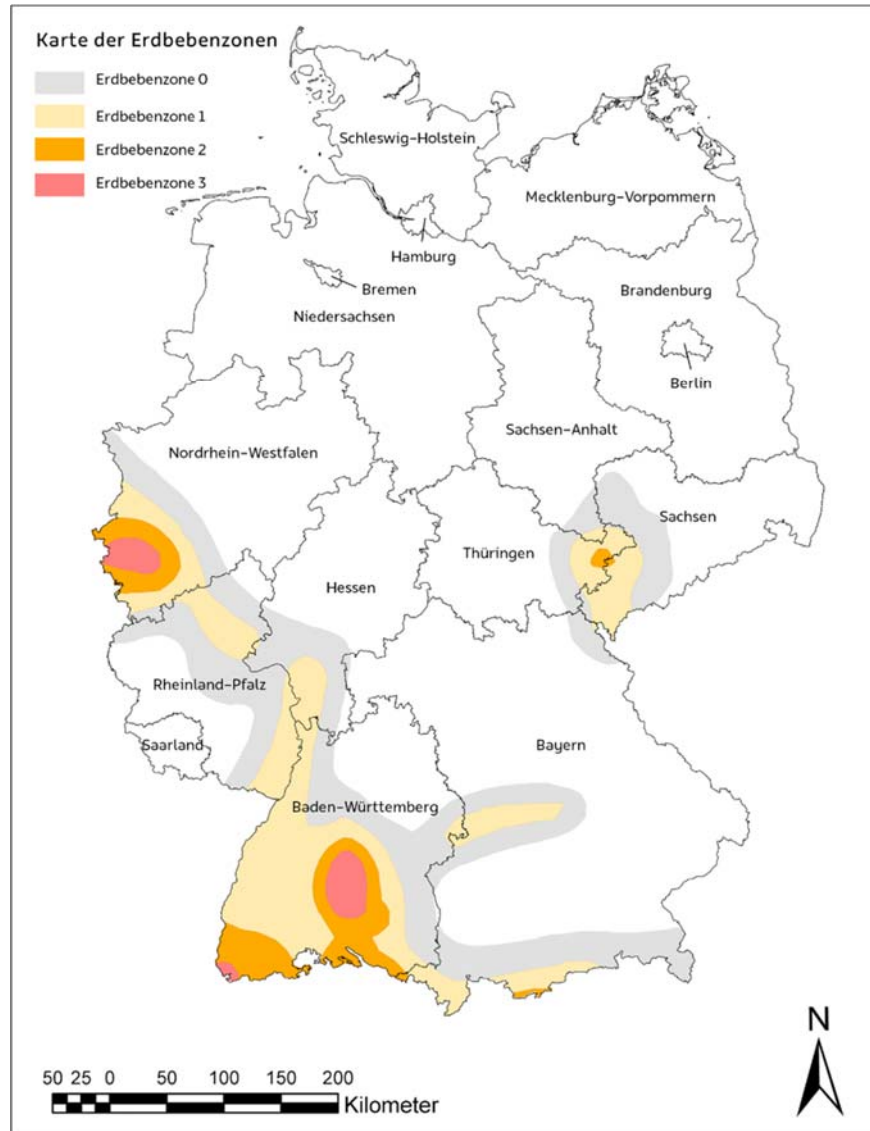 Karte der Erdbebenzonen
Erdbebenzone 0
Erdbebenzone 1
Erdbebenzone 2
Erdbebenzone 3
Schleswig-Holstein
Mecklenburg-Vorpommern
Hamburg
Bremen
Niedersachsen
Brandenburg
Berlin
Sachsen-Anhalt
Nordrhein-Westfalen
Sachsen
Thüringen
Hessen
Rheinland-Pfalz
Saarland
Bayern
Baden-Württemberg
N
50 25 0 50 100 150 200
Kilometer